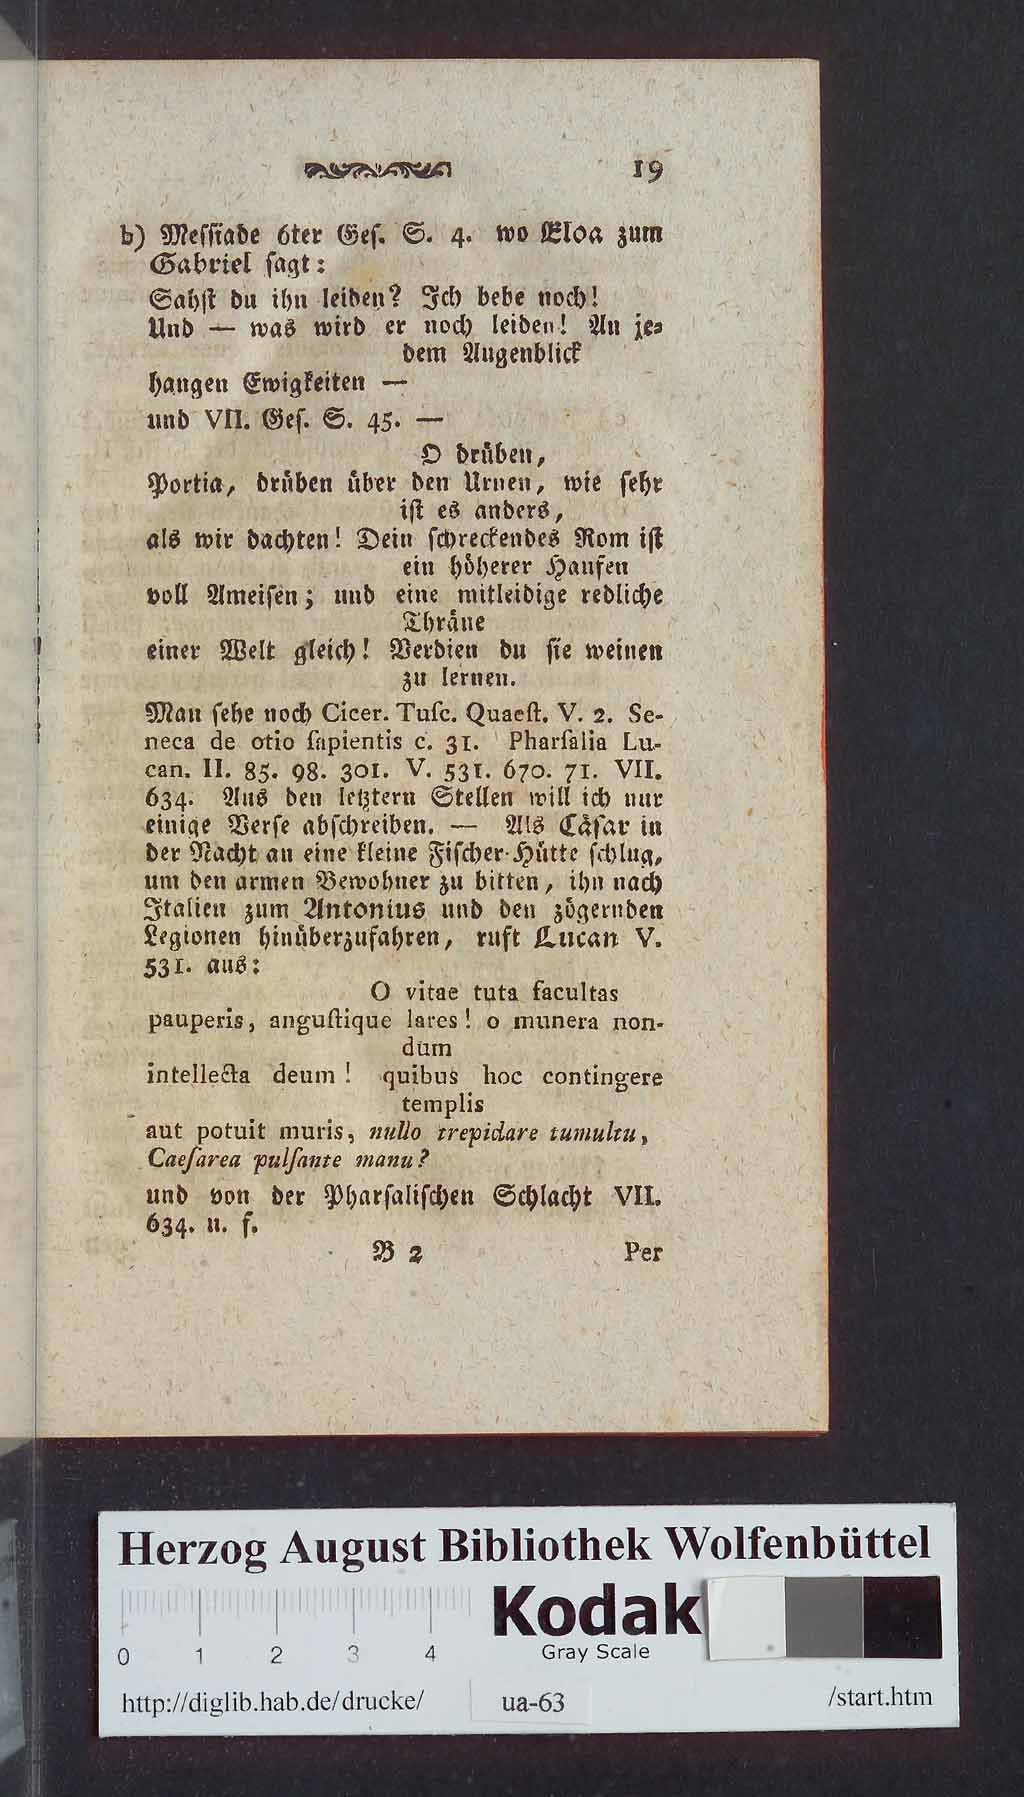 19
b) Messiade 6ter Ges. S. 4. wo Eloa zum
Gabriel sagt:
Sahst du ihn leiden? Ich bebe noch!
Und — was wird er noch leiden! An je-
dem Augenblick
hangen Ewigkeiten —
und VII. Ges. S. 45. —
O drüben,
Portia, drüben über den Urnen, wie sehr
ist es anders,
als wir dachten! Dein schreckendes Rom ist
ein höherer Haufen
voll Ameisen; und eine mitleidige redliche
Thräne
einer Welt gleich! Verdien du sie weinen
zu lernen.
Man sehe noch Cicer. Tusc. Quaest. V. 2. Se-
neca de otio sapientis c. 31. Pharsalia Lu-
can. II. 85. 98. 301. V. 531. 670. 71. VII.
634. Aus den letztern Stellen will ich nur
einige Verse abschreiben. — Als Cäsar in
der Nacht an eine kleine Fischer-Hütte schlug,
um den armen Bewohner zu bitten, ihn nach
Italien zum Antonius und den zögernden
Legionen hinüberzufahren, ruft Lucan V.
531. aus:
O vitae tuta facultas
pauperis, angustique lares! o munera non-
dum
intellecta deum! quibus hoc contingere
templis
aut potuit muris, nullo trepidare tumultu,
Caesarea pulsante manu?
und von der Pharsalischen Schlacht VII.
634. u. f.
B 2 Per
Herzog August Bibliothek Wolfenbüttel
Kodak
Gray Scale
0 1 2 3 4
http://diglib.hab.de/drucke/ ua-63 /start.htm